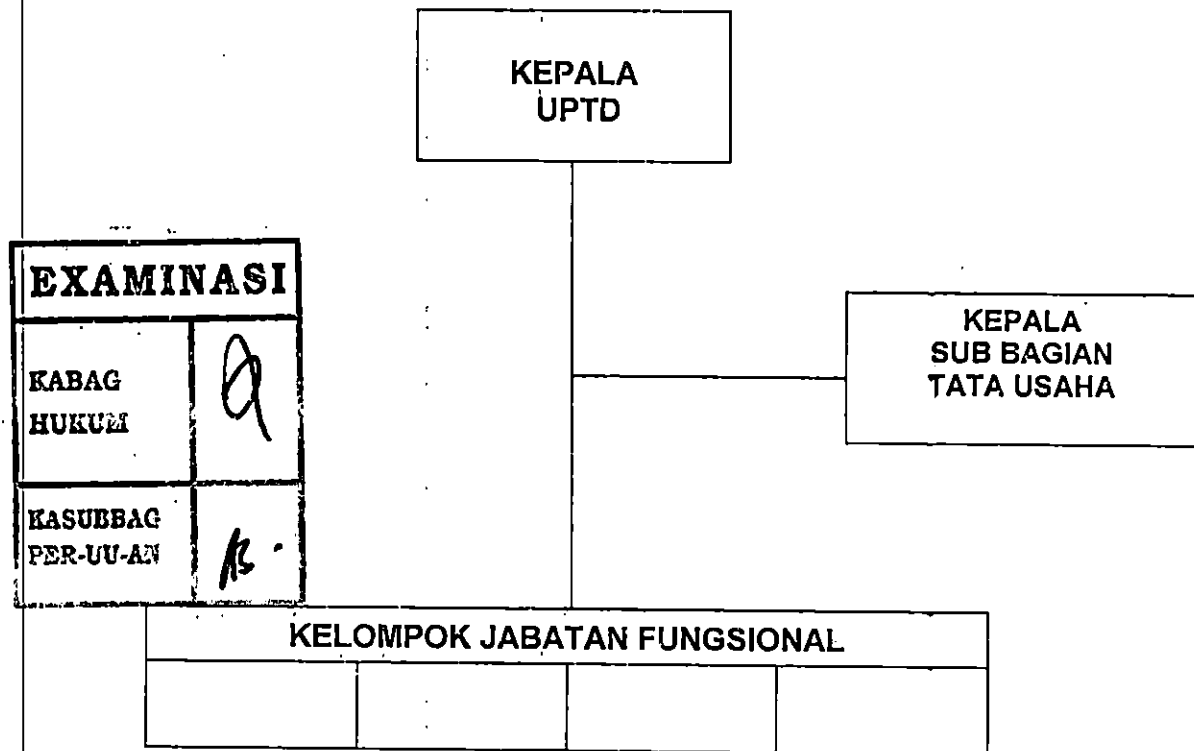 KEPALA
UPTD
EXAMINASI
KABAG
HUKUM
KASUBBAG
PER-UU-AN
KEPALA
SUB BAGIAN
TATA USAHA
KELOMPOK JABATAN FUNGSIONAL